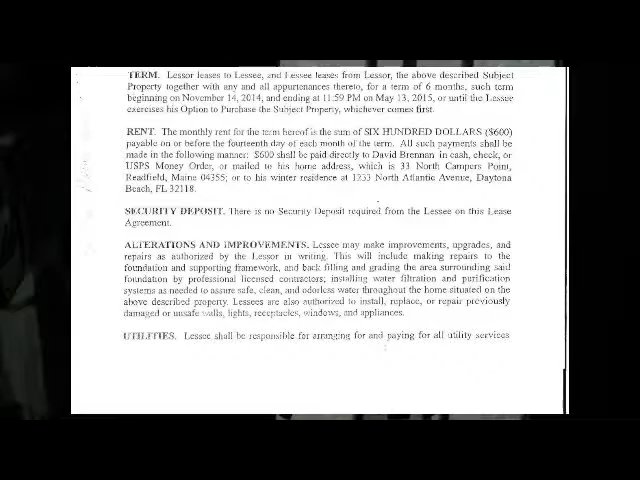 TERM. Lessor leases to Lessee, and Lessee leases from Lessor, the above described Subject
Property together with any and all appurtenances thereto, for a term of 6 months, such term
beginning on November 14, 2014, and ending at 11:59 PM on May 13, 2015, or until the Lessee
exercises his Option to Purchase the Subject Property, whichever comes first.
RENT. The monthly rent for the term hereof is the sum of SIX HUNDRED DOLLARS ($600)
payable on or before the fourteenth day of each month of the term. All such payments shall be
made in the following manner: $600 shall be paid directly to David Brennan in cash, check, or
USPS Money Order, or mailed to his home address, which is 33 North Campers Point,
Readfield, Maine 04355; or to his winter residence at 1233 North Atlantic Avenue, Daytona
Beach, FL 32118.
SECURITY DEPOSIT. There is no Security Deposit required from the Lessee on this Lease
Agreement.
ALTERATIONS AND IMPROVEMENTS. Lessee may make improvements, upgrades, and
repairs as authorized by the Lessor in writing. This will include making repairs to the
foundation and supporting framework, and back filling and grading the area surrounding said
foundation by professional licensed contractors; installing water filtration and purification
systems as needed to assure safe, clean, and odorless water throughout the home situated on the
above described property. Lessees are also authorized to install, replace, or repair previously
damaged or unsafe walls, lights, receptacles, windows, and appliances.
UTILITIES. Lessee shall be responsible for arranging for and paying for all utility services